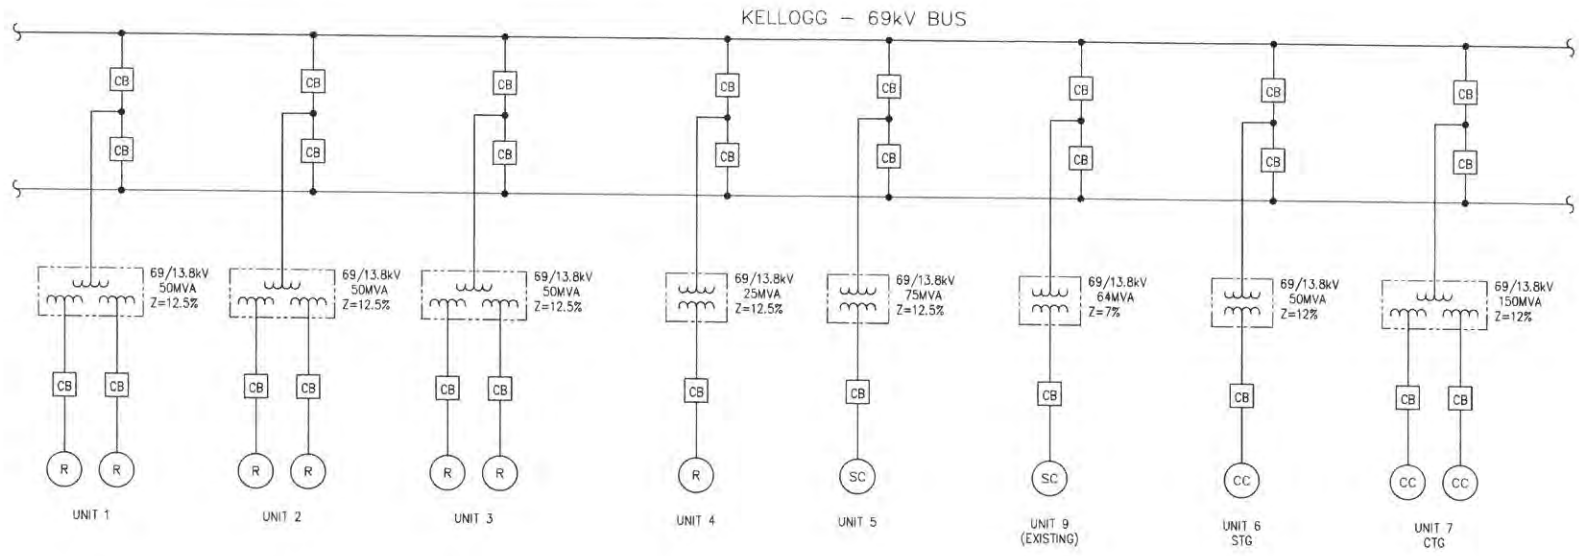 KELLOGG - 69kV BUS
CB CB CB CB CB CB CB CB
CB CB CB CB CB CB CB CB
69/13.8kV
50MVA
Z=12.5%
69/13.8kV
50MVA
Z=12.5%
69/13.8kV
50MVA
Z=12.5%
69/13.8kV
25MVA
Z=12.5%
69/13.8kV
75MVA
Z=12.5%
69/13.8kV
64MVA
Z=7%
69/13.8kV
50MVA
Z=12%
69/13.8kV
150MVA
Z=12%
CB CB CB CB CB CB CB CB CB CB CB CB
R R R R R R R SC SC CC CC CC
UNIT 1
UNIT 2
UNIT 3
UNIT 4
UNIT 5
UNIT 9
(EXISTING)
UNIT 6
STG
UNIT 7
CTG